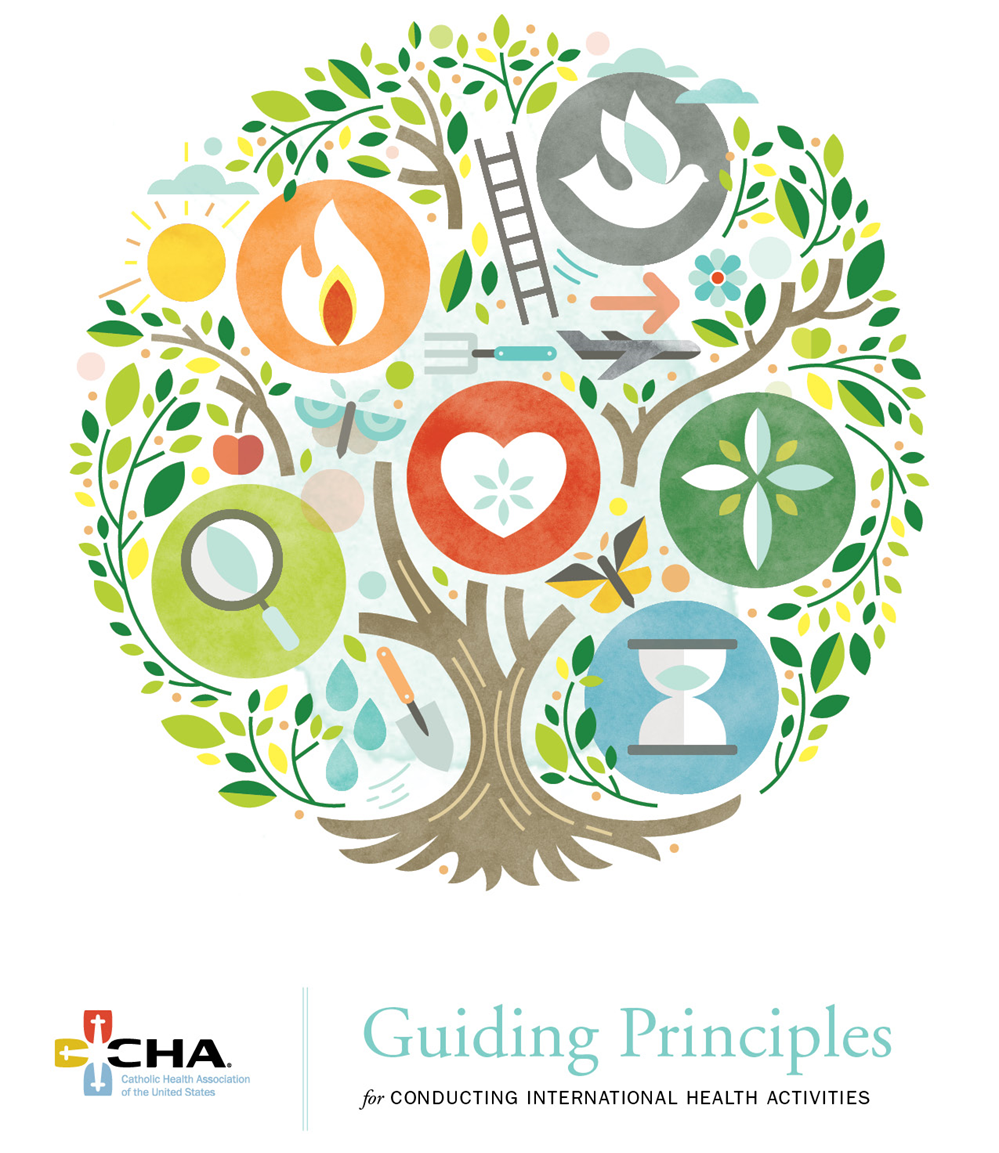 Guiding Principles
for CONDUCTING INTERNATIONAL HEALTH ACTIVITIES
CHA®
Catholic Health Association
of the United States